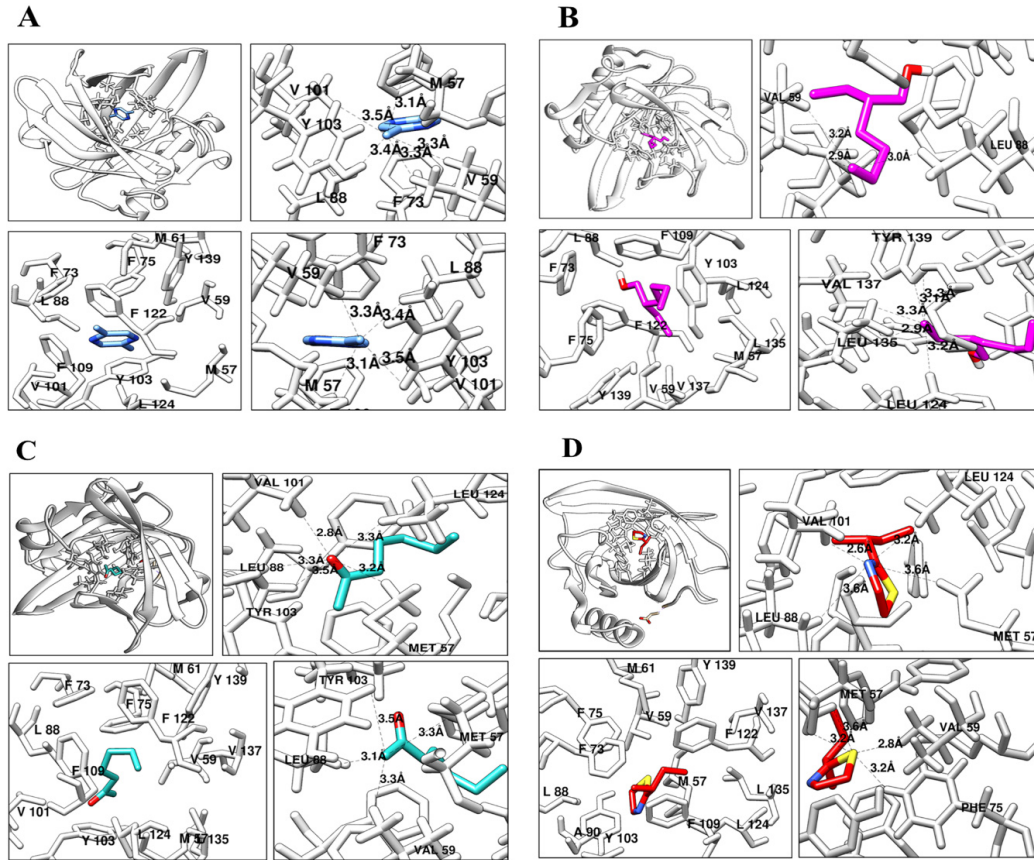 A
M 57
V 101
3.1Å
3.5Å
Y 103
3.3Å
3.4Å
3.3Å
V 59
L 88
F 73
M 61
F 75
Y 139
F 73
L 88
V 59
F 122
F 109
V 101
Y 103
M 57
L 124
F 73
V 59
L 88
3.3Å
3.4Å
3.5Å
3.1Å
Y 103
M 57
V 101
B
VAL 59
3.2Å
2.9Å
3.0Å
LEU 88
L 88
F 109
F 73
Y 103
L 124
F 122
F 75
L 135
M 57
V 59
V 137
Y 139
TYR 139
VAL 137
3.3Å
3.1Å
3.3Å
2.9Å
LEU 135
3.2Å
LEU 124
C
VAL 101
LEU 124
2.8Å
3.3Å
LEU 88
3.3Å
3.5Å
3.2Å
TYR 103
MET 57
M 61
F 73
F 75
Y 139
L 88
F 122
V 137
V 59
F 109
V 101
Y 103
L 124
TYR 103
3.5Å
3.3Å
MET 57
3.1Å
LEU 88
3.3Å
VAL 59
D
LEU 124
VAL 101
2.6Å
3.2Å
3.6Å
3.6Å
LEU 88
MET 57
M 61
Y 139
F 75
V 59
V 137
F 122
F 73
M 57
L 88
L 135
A 90
Y 103
F 109
L 124
MET 57
3.6Å
3.2Å
VAL 59
2.8Å
3.2Å
PHE 75